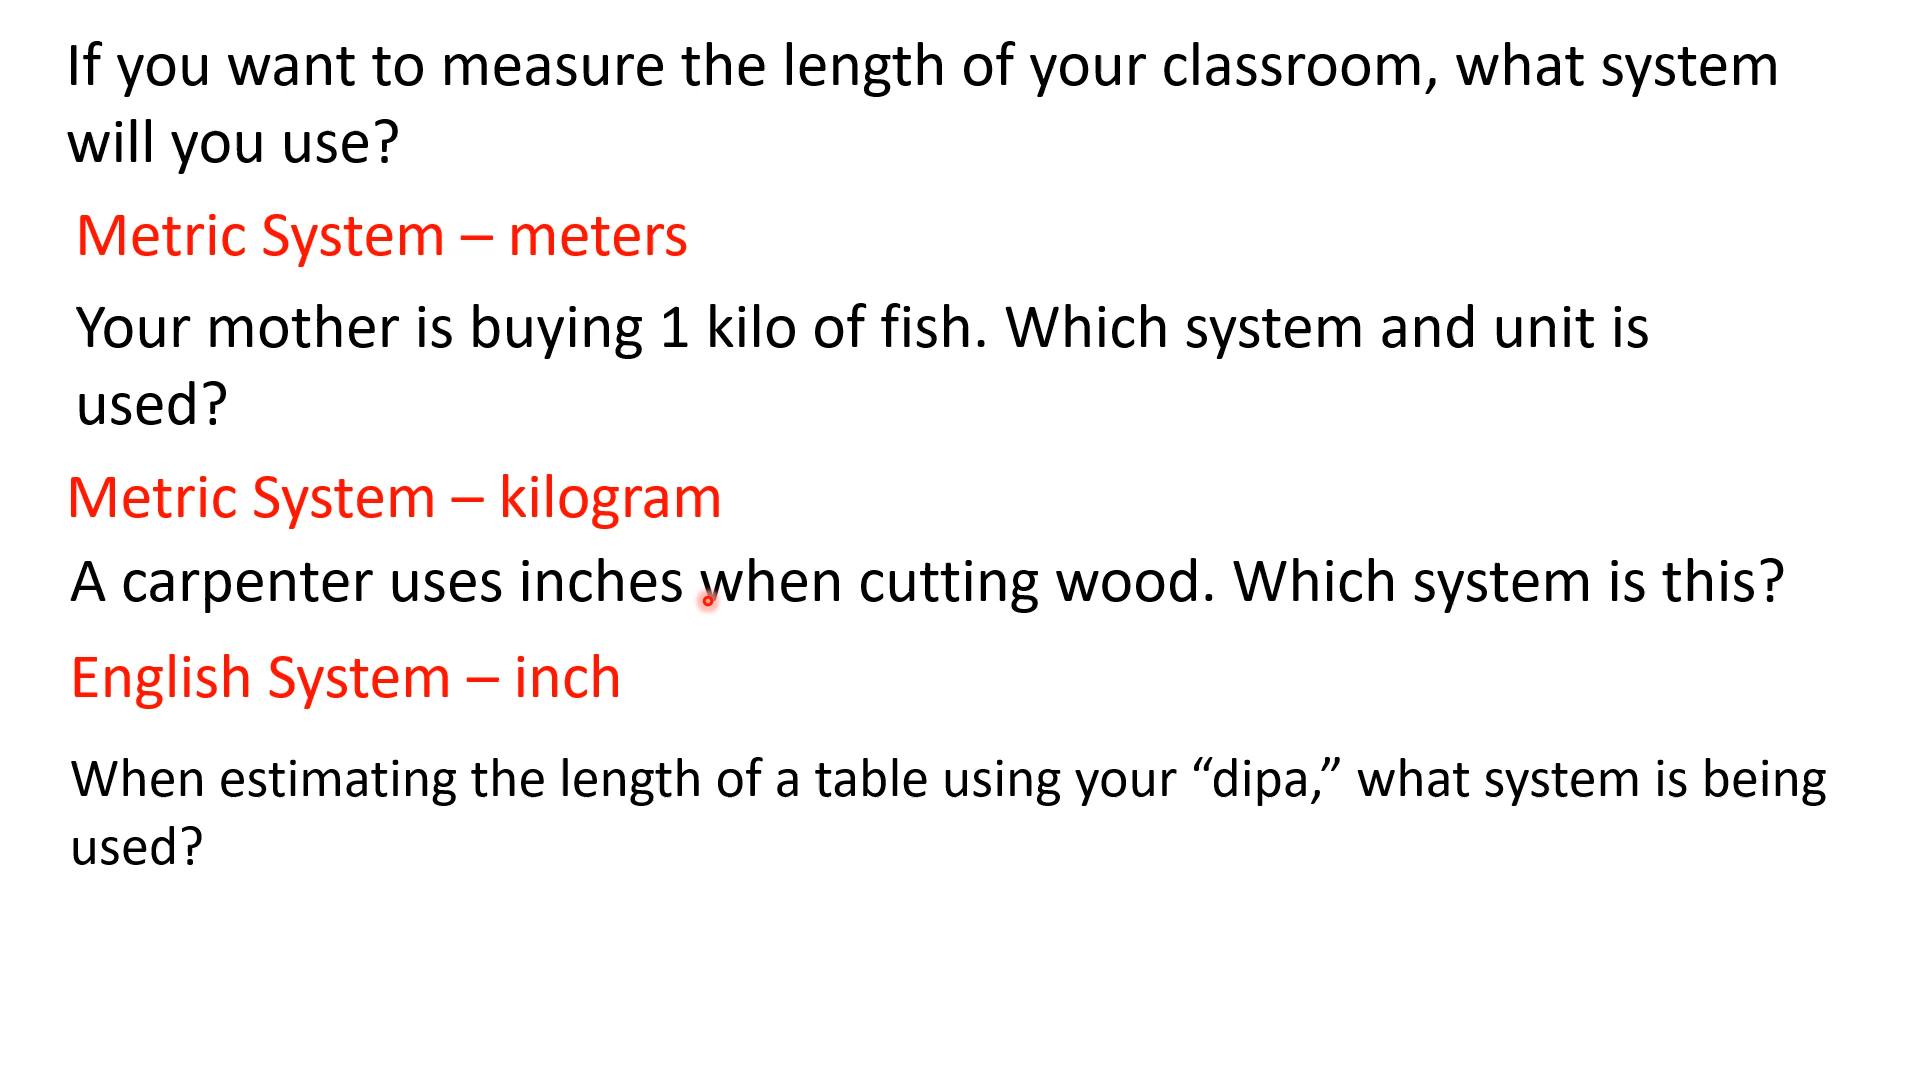 If you want to measure the length of your classroom, what system
will you use?
Metric System – meters
Your mother is buying 1 kilo of fish. Which system and unit is
used?
Metric System – kilogram
A carpenter uses inches when cutting wood. Which system is this?
English System – inch
When estimating the length of a table using your “dipa,” what system is being
used?